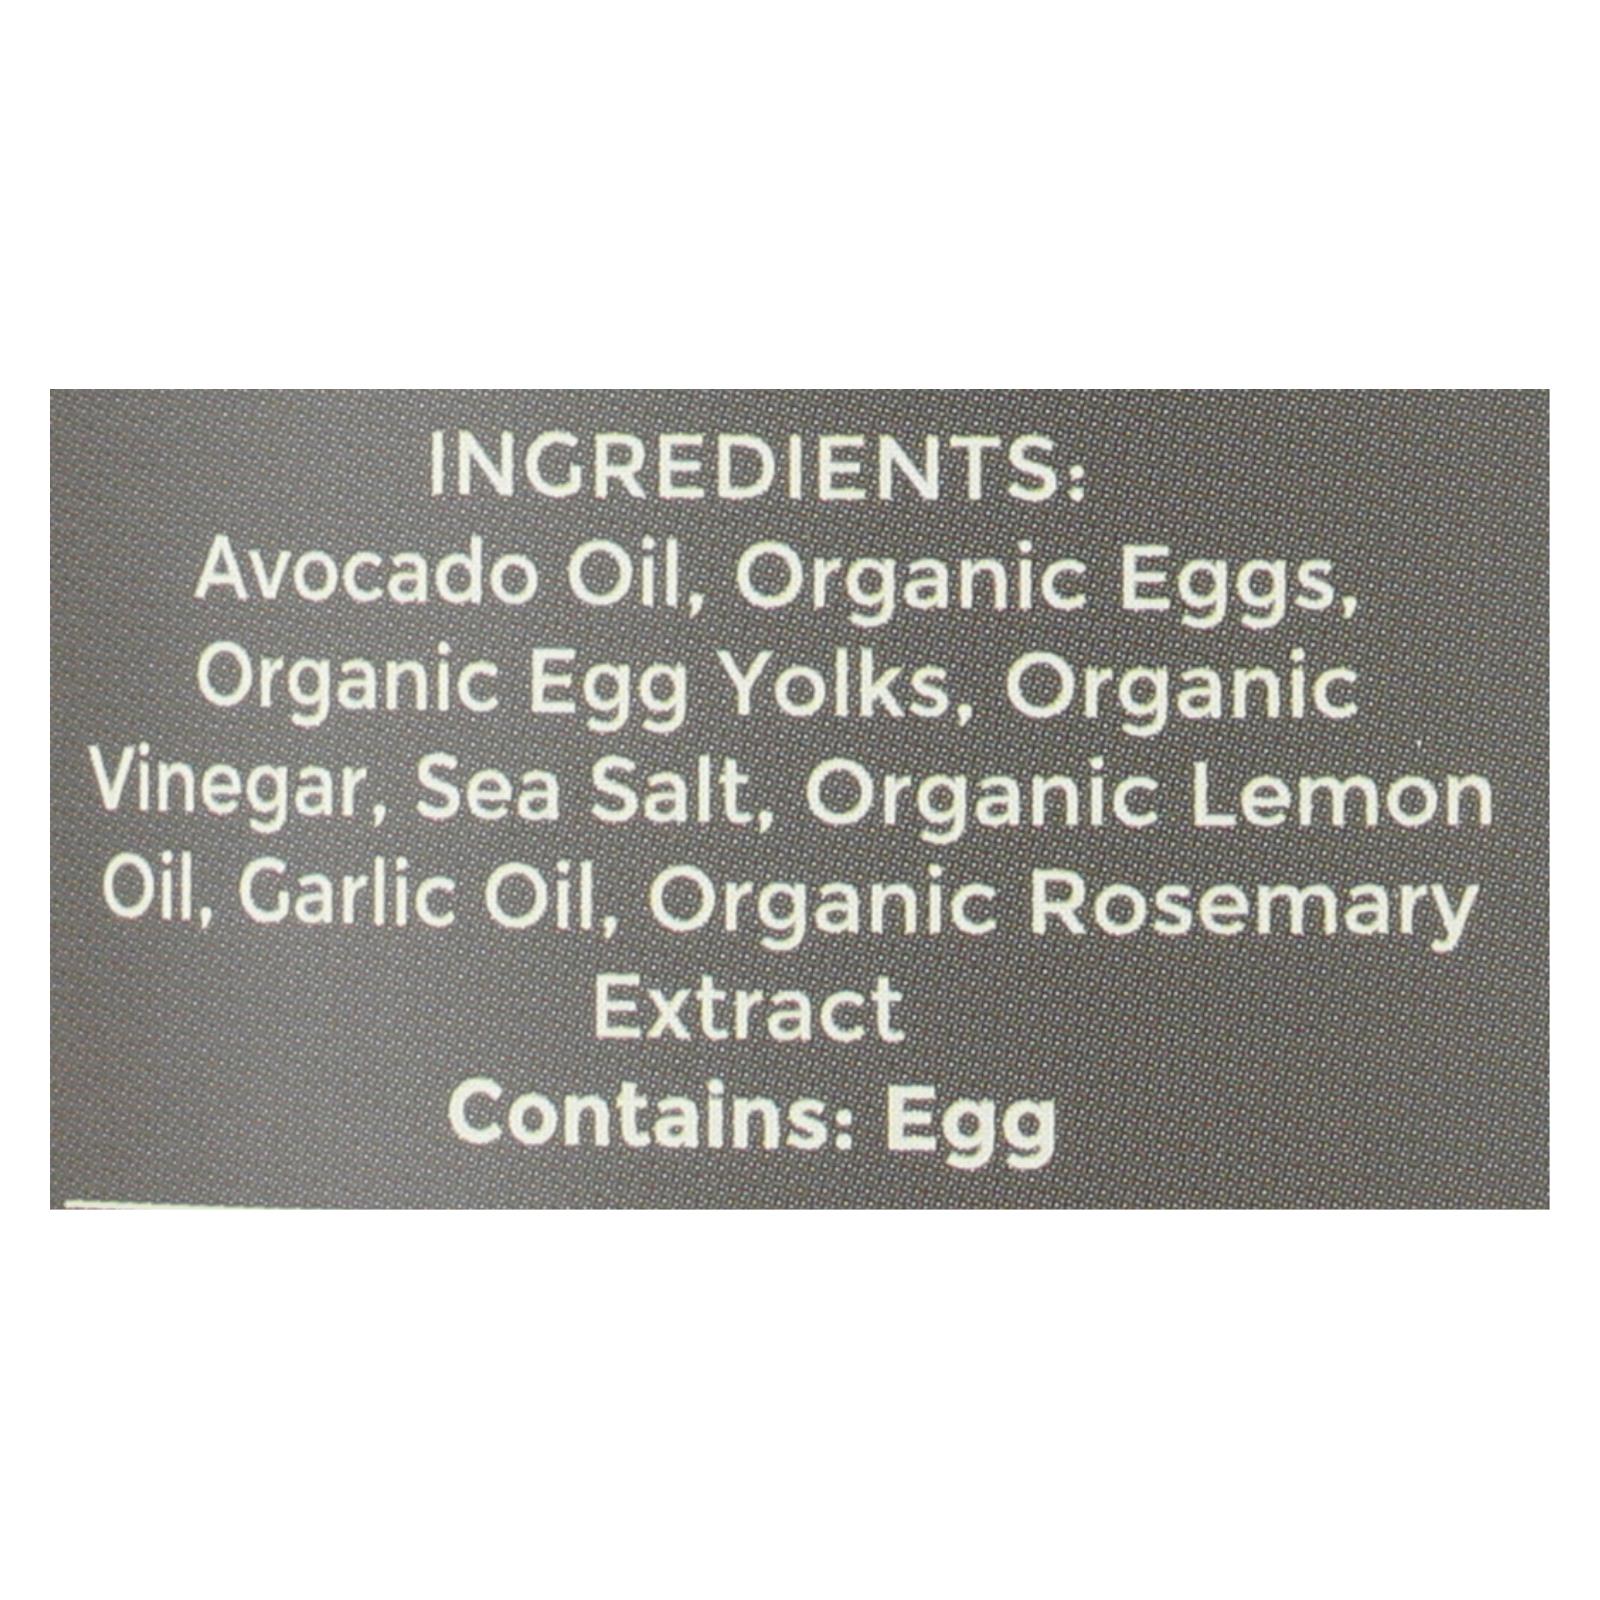 INGREDIENTS:
Avocado Oil, Organic Eggs,
Organic Egg Yolks, Organic
Vinegar, Sea Salt, Organic Lemon
Oil, Garlic Oil, Organic Rosemary
Extract
Contains: Egg